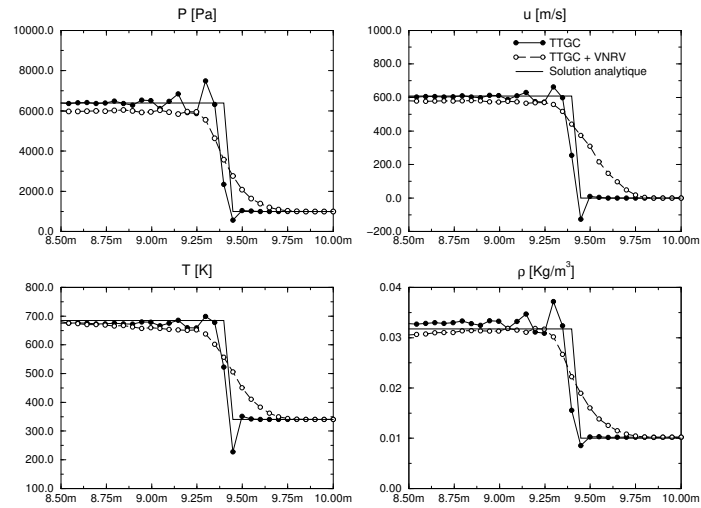 P [Pa]
10000.0
8000.0
6000.0
4000.0
2000.0
0.0
8.50m 8.75m 9.00m 9.25m 9.50m 9.75m 10.00m
u [m/s]
1000.0
800.0
600.0
400.0
200.0
0.0
−200.0
8.50m 8.75m 9.00m 9.25m 9.50m 9.75m 10.00m
TTGC
TTGC + VNRV
Solution analytique
T [K]
800.0
700.0
600.0
500.0
400.0
300.0
200.0
100.0
8.50m 8.75m 9.00m 9.25m 9.50m 9.75m 10.00m
ρ [Kg/m³]
0.04
0.03
0.02
0.01
0.00
8.50m 8.75m 9.00m 9.25m 9.50m 9.75m 10.00m